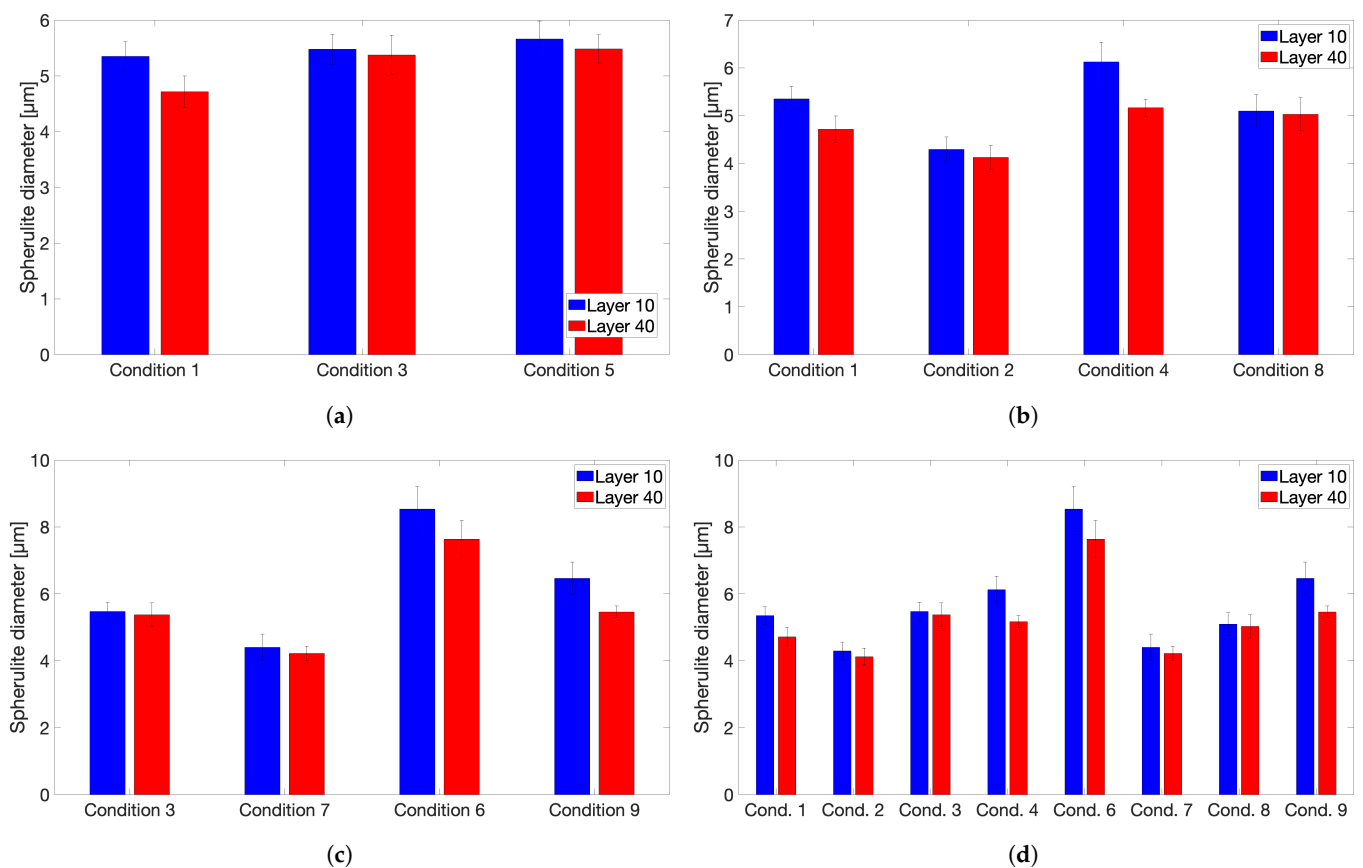 Spherulite diameter [μm]
6
5
4
3
2
1
0
Layer 10
Layer 40
Condition 1 Condition 3 Condition 5
(a)
Spherulite diameter [μm]
7
6
5
4
3
2
1
0
Layer 10
Layer 40
Condition 1 Condition 2 Condition 4 Condition 8
(b)
Spherulite diameter [μm]
10
8
6
4
2
0
Layer 10
Layer 40
Condition 3 Condition 7 Condition 6 Condition 9
(c)
Spherulite diameter [μm]
10
8
6
4
2
0
Layer 10
Layer 40
Cond. 1 Cond. 2 Cond. 3 Cond. 4 Cond. 6 Cond. 7 Cond. 8 Cond. 9
(d)